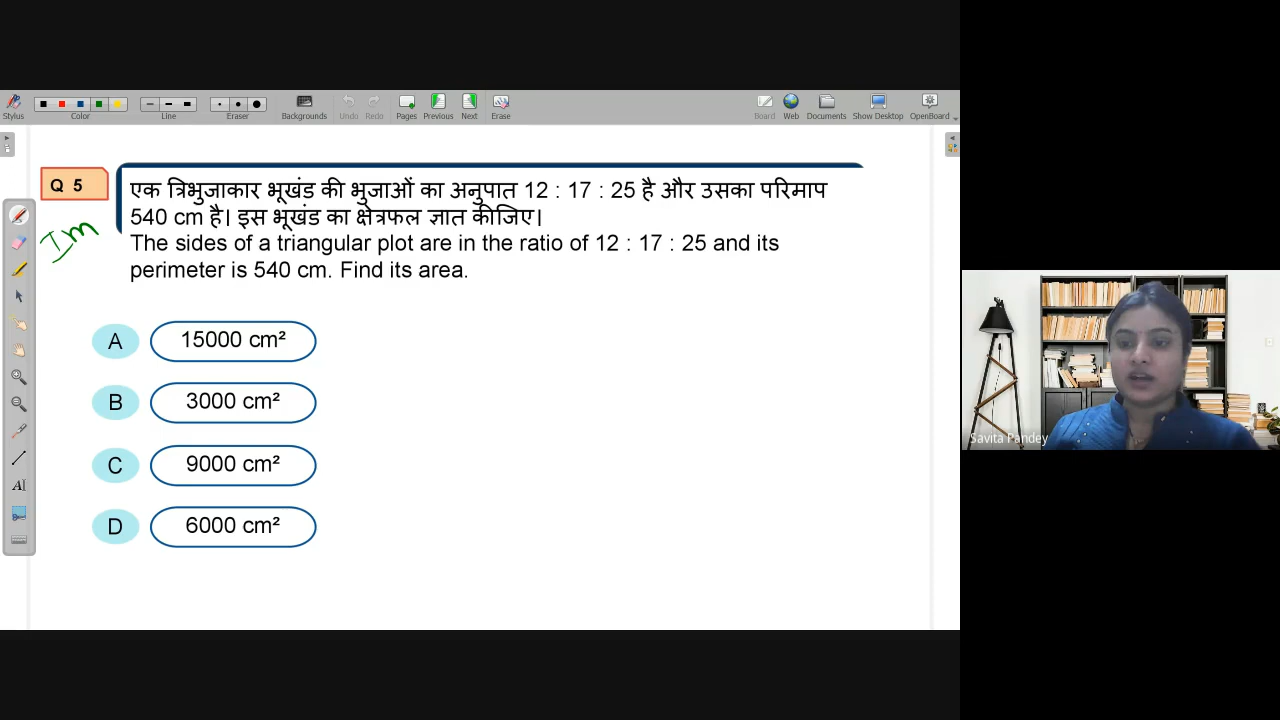 Stylus Color Line Eraser Backgrounds Undo Redo Pages Previous Next Erase Board Web Documents Show Desktop OpenBoard
Q 5
एक त्रिभुजाकार भूखंड की भुजाओं का अनुपात 12 : 17 : 25 है और उसका परिमाप
540 cm है। इस भूखंड का क्षेत्रफल ज्ञात कीजिए।
Im
The sides of a triangular plot are in the ratio of 12 : 17 : 25 and its
perimeter is 540 cm. Find its area.
A 15000 cm²
B 3000 cm²
C 9000 cm²
D 6000 cm²
Savita Pandey